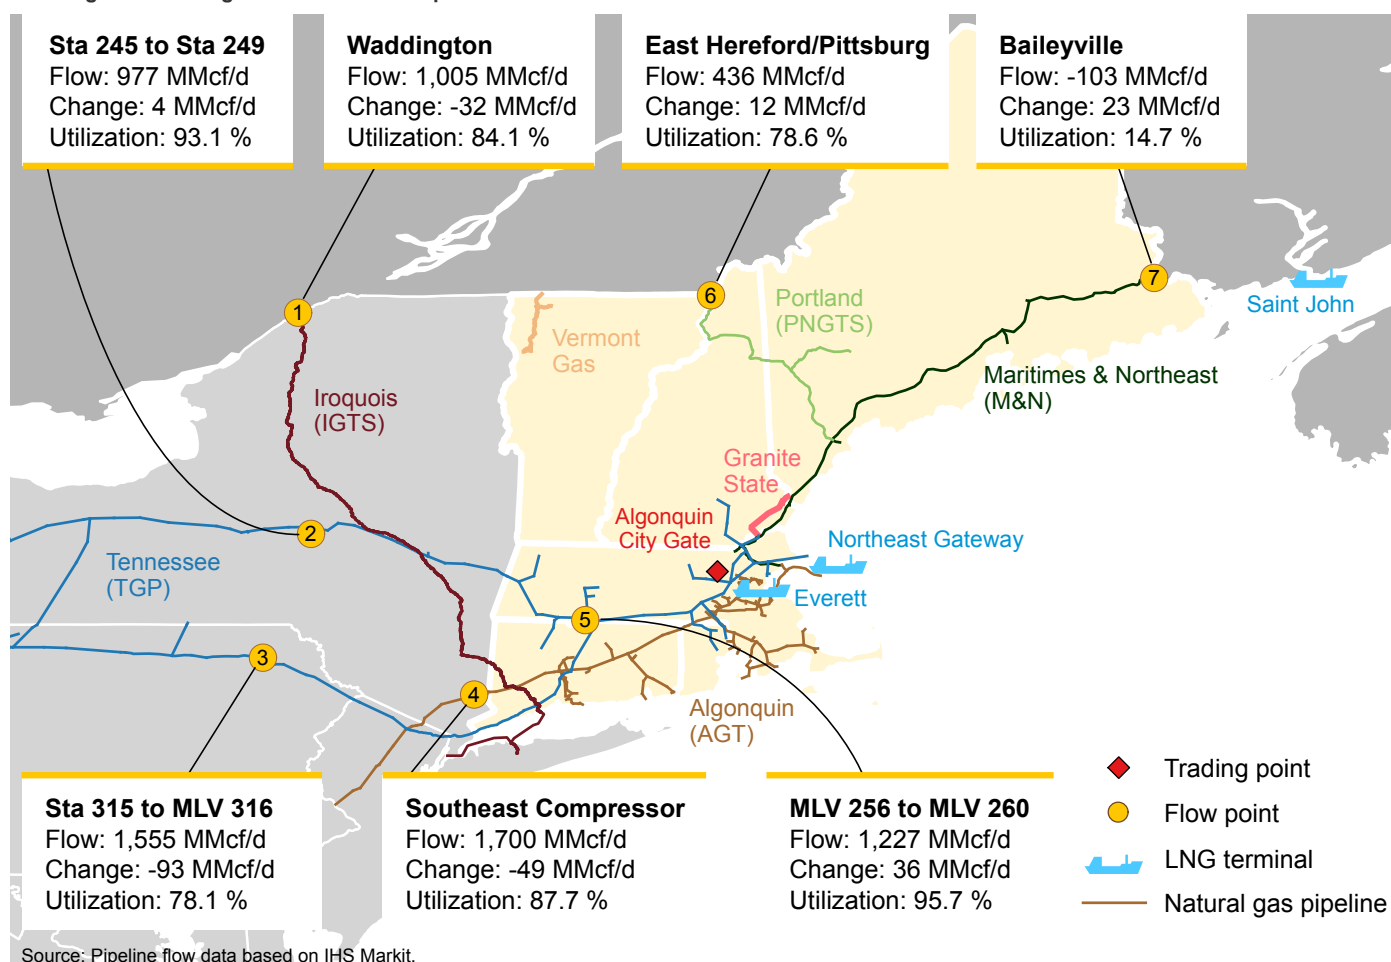 Sta 245 to Sta 249
Flow: 977 MMcf/d
Change: 4 MMcf/d
Utilization: 93.1 %
Waddington
Flow: 1,005 MMcf/d
Change: -32 MMcf/d
Utilization: 84.1 %
East Hereford/Pittsburg
Flow: 436 MMcf/d
Change: 12 MMcf/d
Utilization: 78.6 %
Baileyville
Flow: -103 MMcf/d
Change: 23 MMcf/d
Utilization: 14.7 %
1
6
7
Portland
(PNGTS)
Saint John
Vermont
Gas
Maritimes & Northeast
(M&N)
Iroquois
(IGTS)
Granite
State
Algonquin
City Gate
2
Northeast Gateway
Tennessee
(TGP)
Everett
5
3
4
Algonquin
(AGT)
Sta 315 to MLV 316
Flow: 1,555 MMcf/d
Change: -93 MMcf/d
Utilization: 78.1 %
Southeast Compressor
Flow: 1,700 MMcf/d
Change: -49 MMcf/d
Utilization: 87.7 %
MLV 256 to MLV 260
Flow: 1,227 MMcf/d
Change: 36 MMcf/d
Utilization: 95.7 %
Trading point
Flow point
LNG terminal
Natural gas pipeline
Source: Pipeline flow data based on IHS Markit.